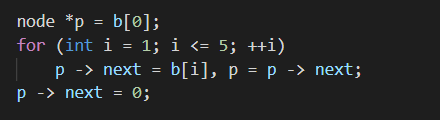 node *p = b[0];
for (int i = 1; i <= 5; ++i)
    p -> next = b[i], p = p -> next;
p -> next = 0;